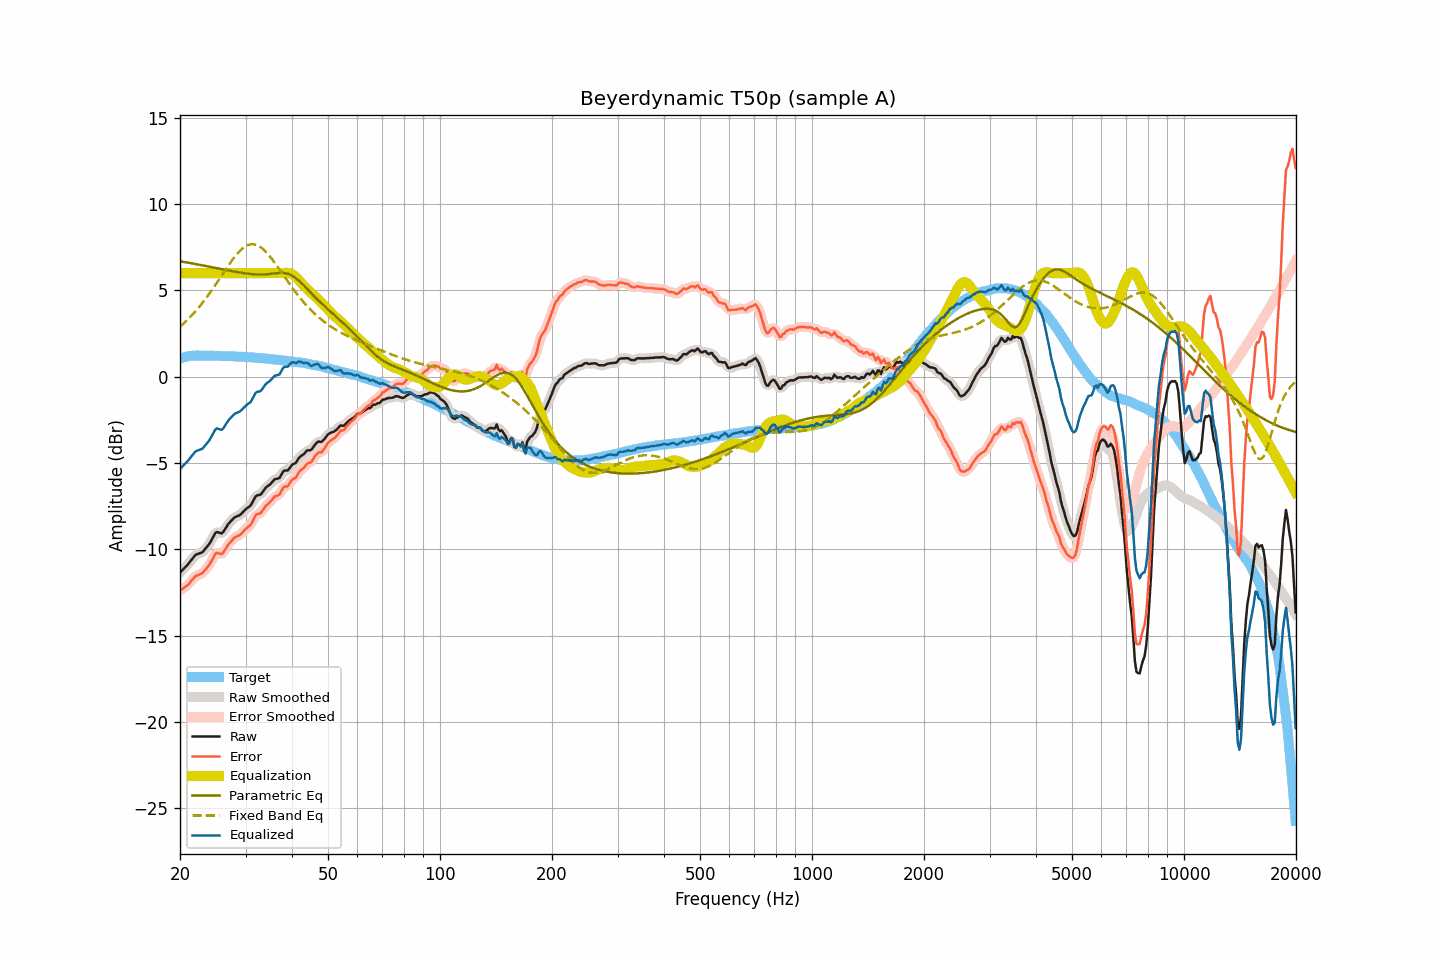 Beyerdynamic T50p (sample A)
15
10
5
0
−5
−10
−15
−20
−25
Amplitude (dBr)
Target
Raw Smoothed
Error Smoothed
Raw
Error
Equalization
Parametric Eq
Fixed Band Eq
Equalized
20 50 100 200 500 1000 2000 5000 10000 20000
Frequency (Hz)